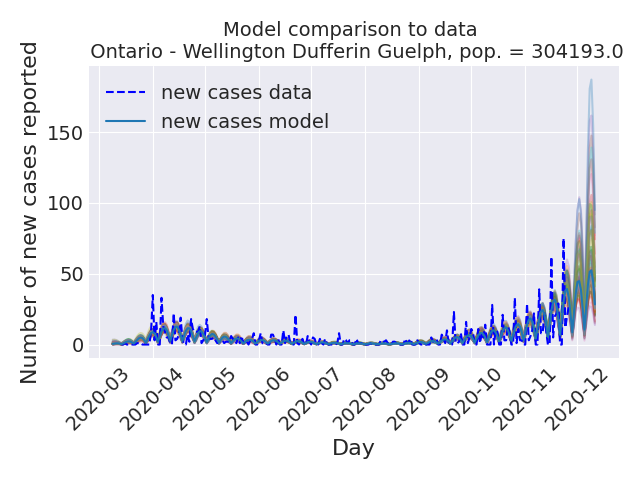 Model comparison to data
Ontario - Wellington Dufferin Guelph, pop. = 304193.0
Number of new cases reported
150
100
50
0
new cases data
new cases model
2020-03
2020-04
2020-05
2020-06
2020-07
2020-08
2020-09
2020-10
2020-11
2020-12
Day